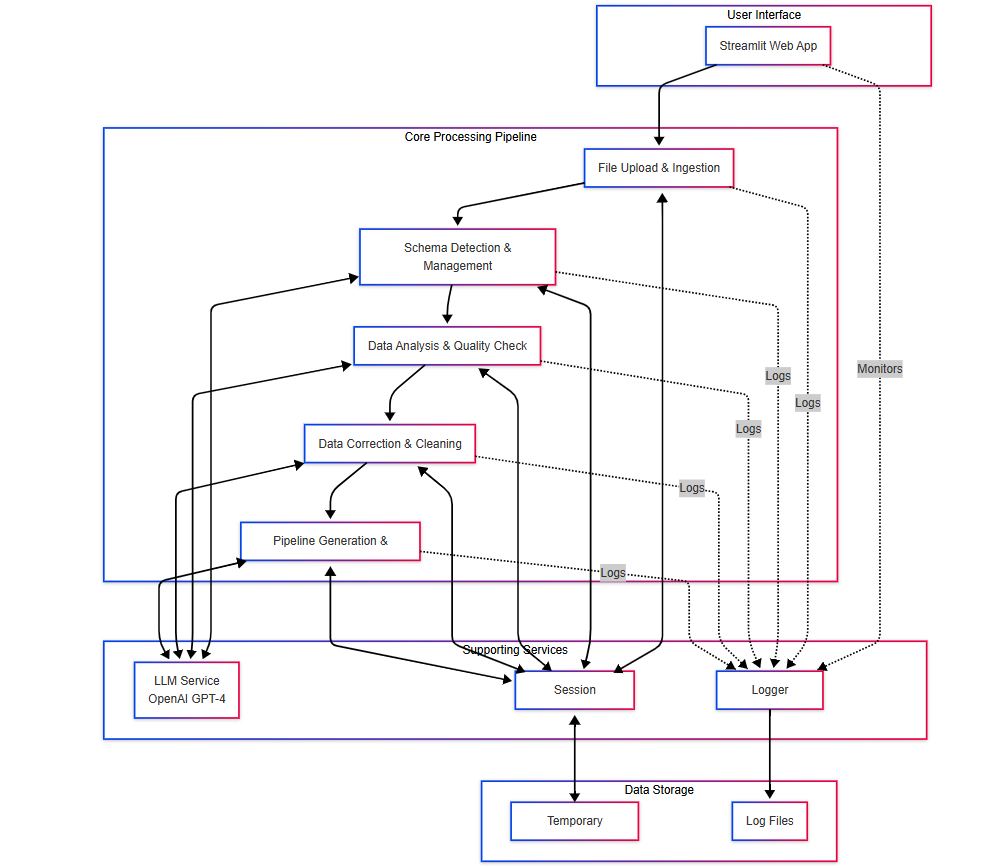 User Interface
Streamlit Web App
Core Processing Pipeline
File Upload & Ingestion
Schema Detection &
Management
Data Analysis & Quality Check
Monitors
Logs
Logs
Logs
Data Correction & Cleaning
Logs
Pipeline Generation &
Logs
Supporting Services
LLM Service
OpenAI GPT-4
Session
Logger
Data Storage
Temporary
Log Files